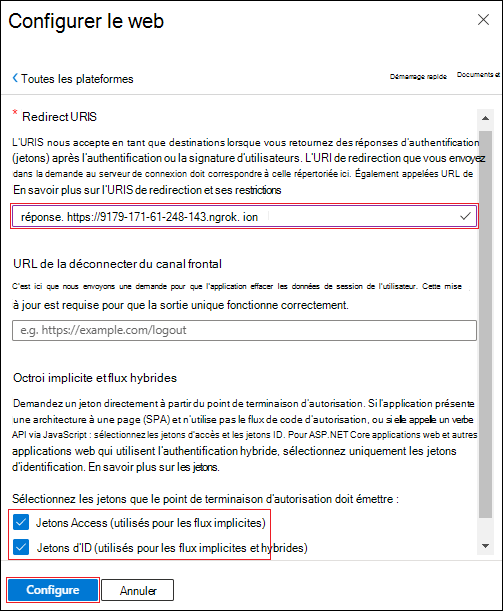 Configurer le web
Toutes les plateformes
Démarrage rapide
Documents et
* Redirect URIS
L'URIS nous accepte en tant que destinations lorsque vous retournez des réponses d'authentification
(jetons) après l'authentification ou la signature d'utilisateurs. L'URI de redirection que vous envoyez
dans la demande au serveur de connexion doit correspondre à celle répertoriée ici. Également appelées URL de
En savoir plus sur l'URIS de redirection et ses restrictions
réponse. https://9179-171-61-248-143.ngrok. ion
URL de la déconnecter du canal frontal
C'est ici que nous envoyons une demande pour que l'application effacer les données de session de l'utilisateur. Cette mise
à jour est requise pour que la sortie unique fonctionne correctement.
e.g. https://example.com/logout
Octroi implicite et flux hybrides
Demandez un jeton directement à partir du point de terminaison d'autorisation. Si l'application présente
une architecture à une page (SPA) et n'utilise pas le flux de code d'autorisation, ou si elle appelle un verbe
API via JavaScript : sélectionnez les jetons d'accès et les jetons ID. Pour ASP.NET Core applications web et autres
applications web qui utilisent l'authentification hybride, sélectionnez uniquement les jetons
d'identification. En savoir plus sur les jetons.
Sélectionnez les jetons que le point de terminaison d'autorisation doit émettre :
Jetons Access (utilisés pour les flux implicites)
Jetons d'ID (utilisés pour les flux implicites et hybrides)
Configure
Annuler